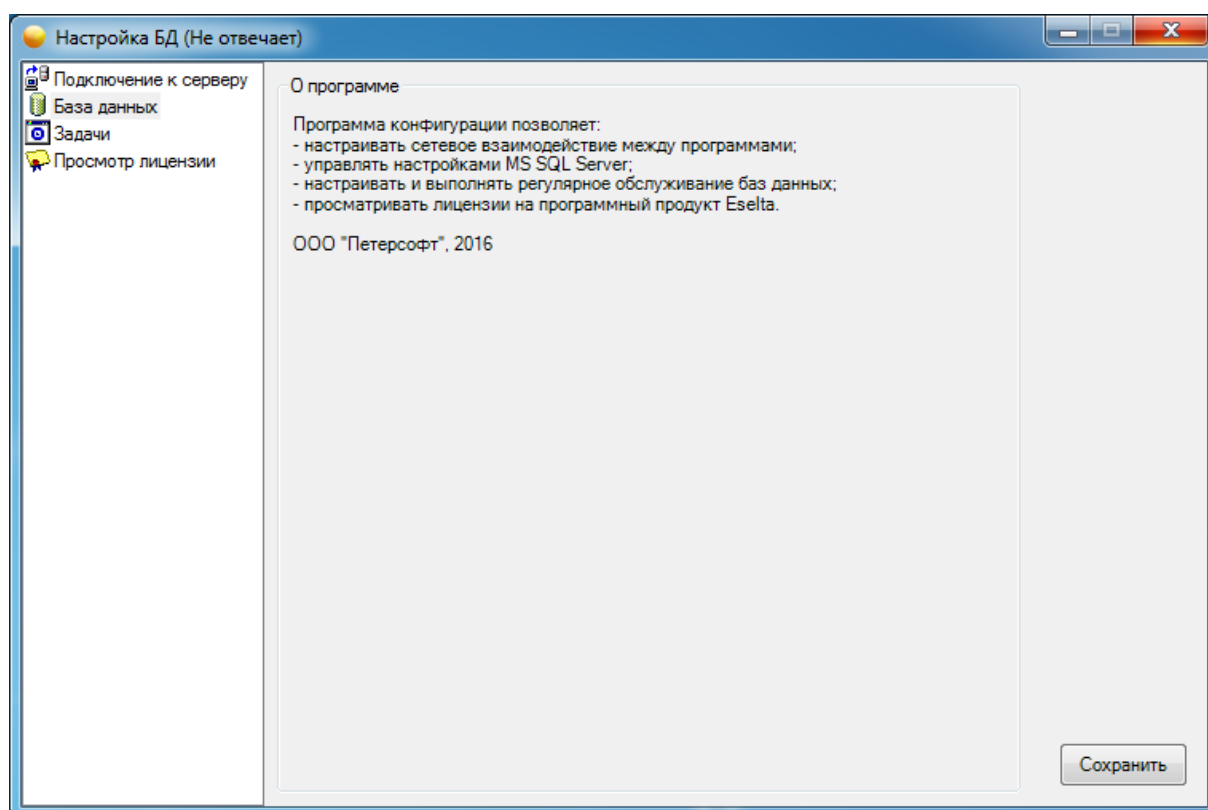 Настройка БД (Не отвечает)
Подключение к серверу
База данных
Задачи
Просмотр лицензии
О программе
Программа конфигурации позволяет:
- настраивать сетевое взаимодействие между программами;
- управлять настройками MS SQL Server;
- настраивать и выполнять регулярное обслуживание баз данных;
- просматривать лицензии на программный продукт Eselta.
ООО "Петерсофт", 2016
Сохранить